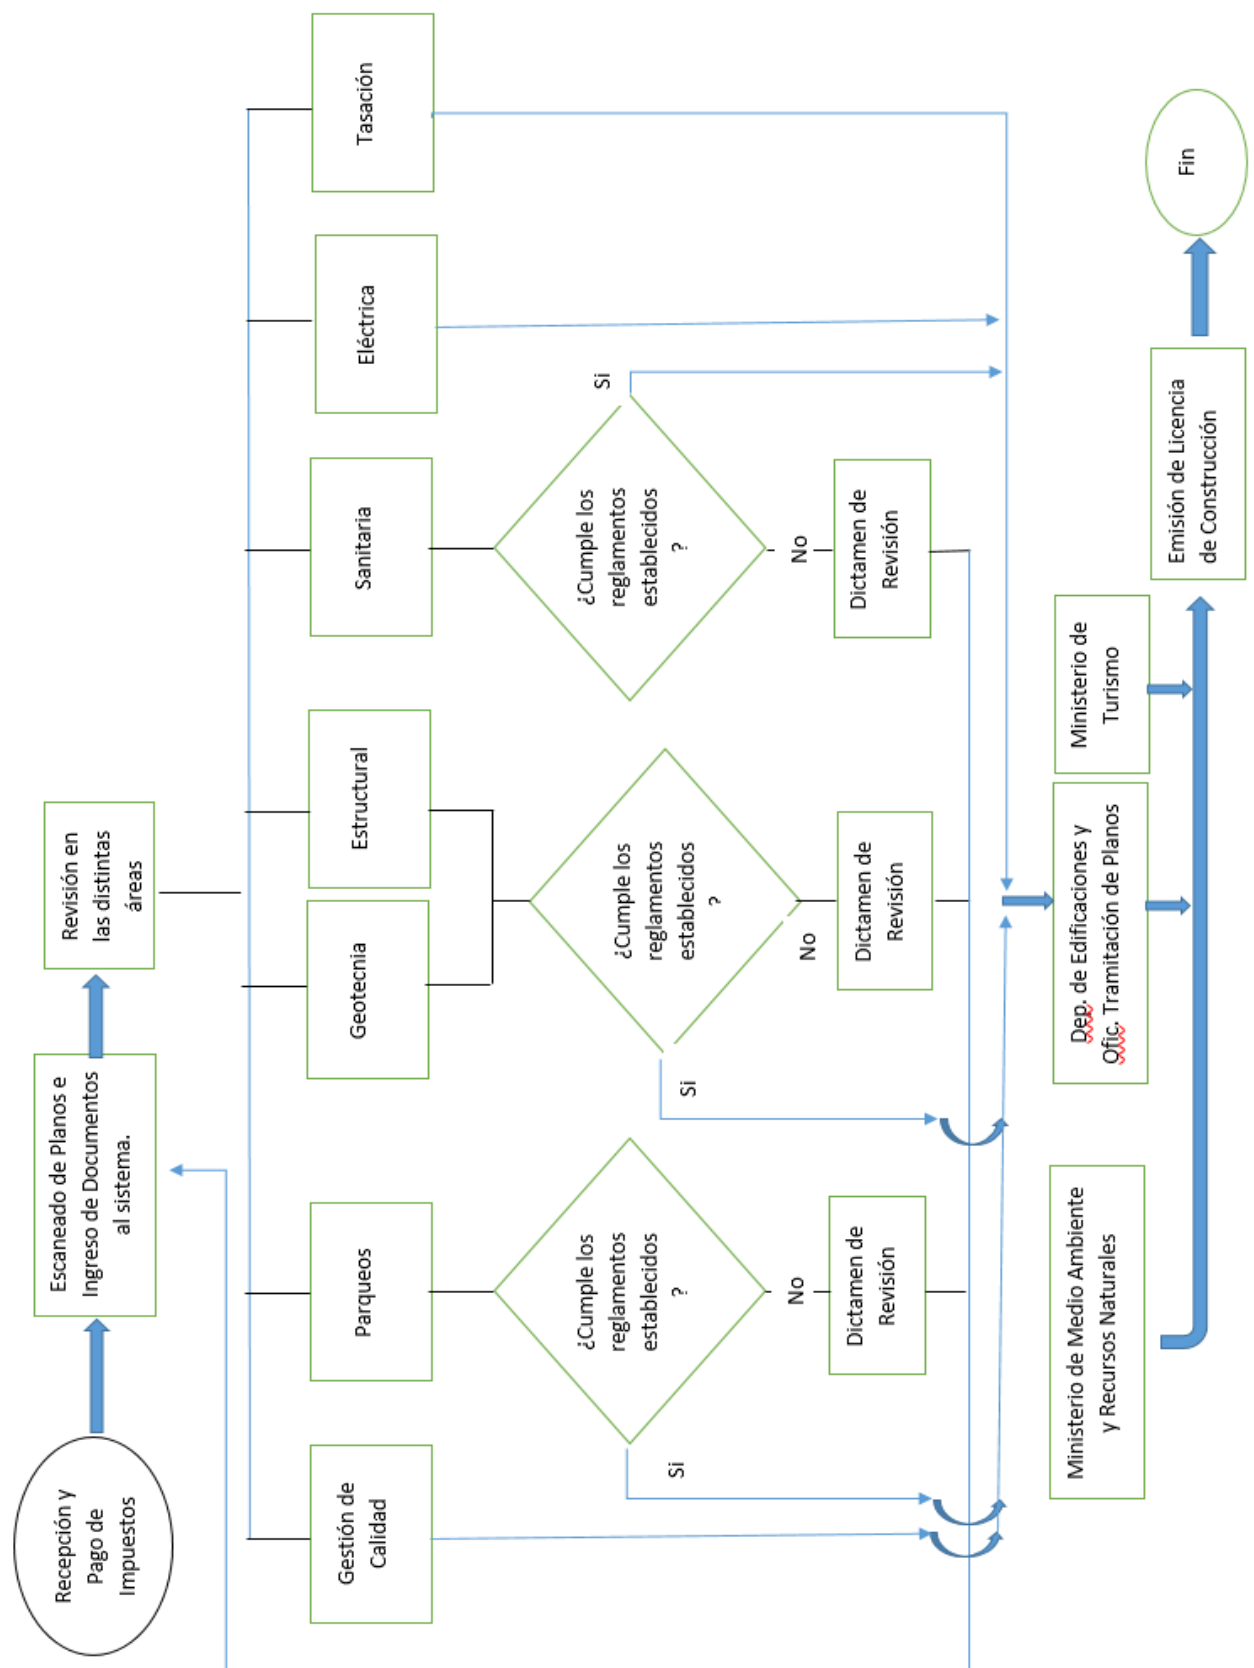 Recepción y
Pago de
Impuestos
Escaneado de Planos e
Ingreso de Documentos
al sistema.
Revisión en
las distintas
áreas
Gestión de
Calidad
Parqueos
Geotecnia
Estructural
Sanitaria
Eléctrica
Tasación
¿Cumple los
reglamentos
establecidos
?
¿Cumple los
reglamentos
establecidos
?
¿Cumple los
reglamentos
establecidos
?
Si
Si
Si
No
No
No
Dictamen de
Revisión
Dictamen de
Revisión
Dictamen de
Revisión
Ministerio de Medio Ambiente
y Recursos Naturales
Dep. de Edificaciones y
Ofic. Tramitación de Planos
Ministerio de
Turismo
Emisión de Licencia
de Construcción
Fin